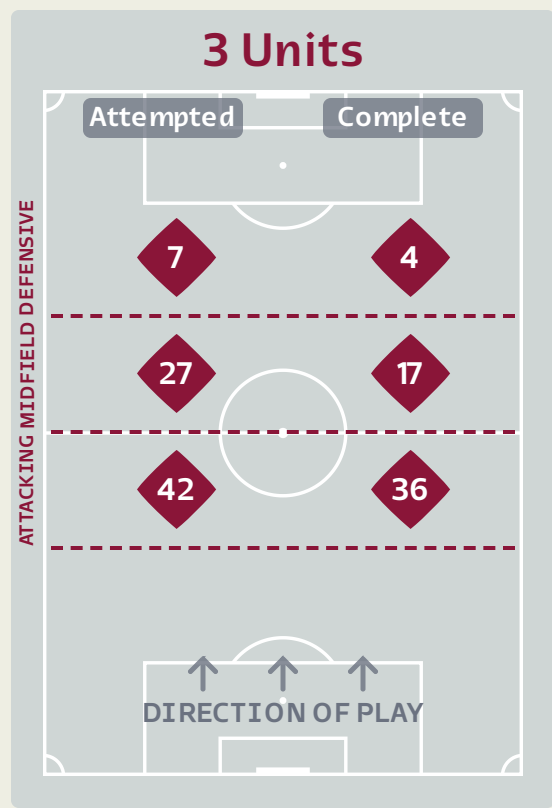 3 Units
Attempted Complete
ATTACKING MIDFIELD DEFENSIVE
7 4
27 17
42 36
DIRECTION OF PLAY